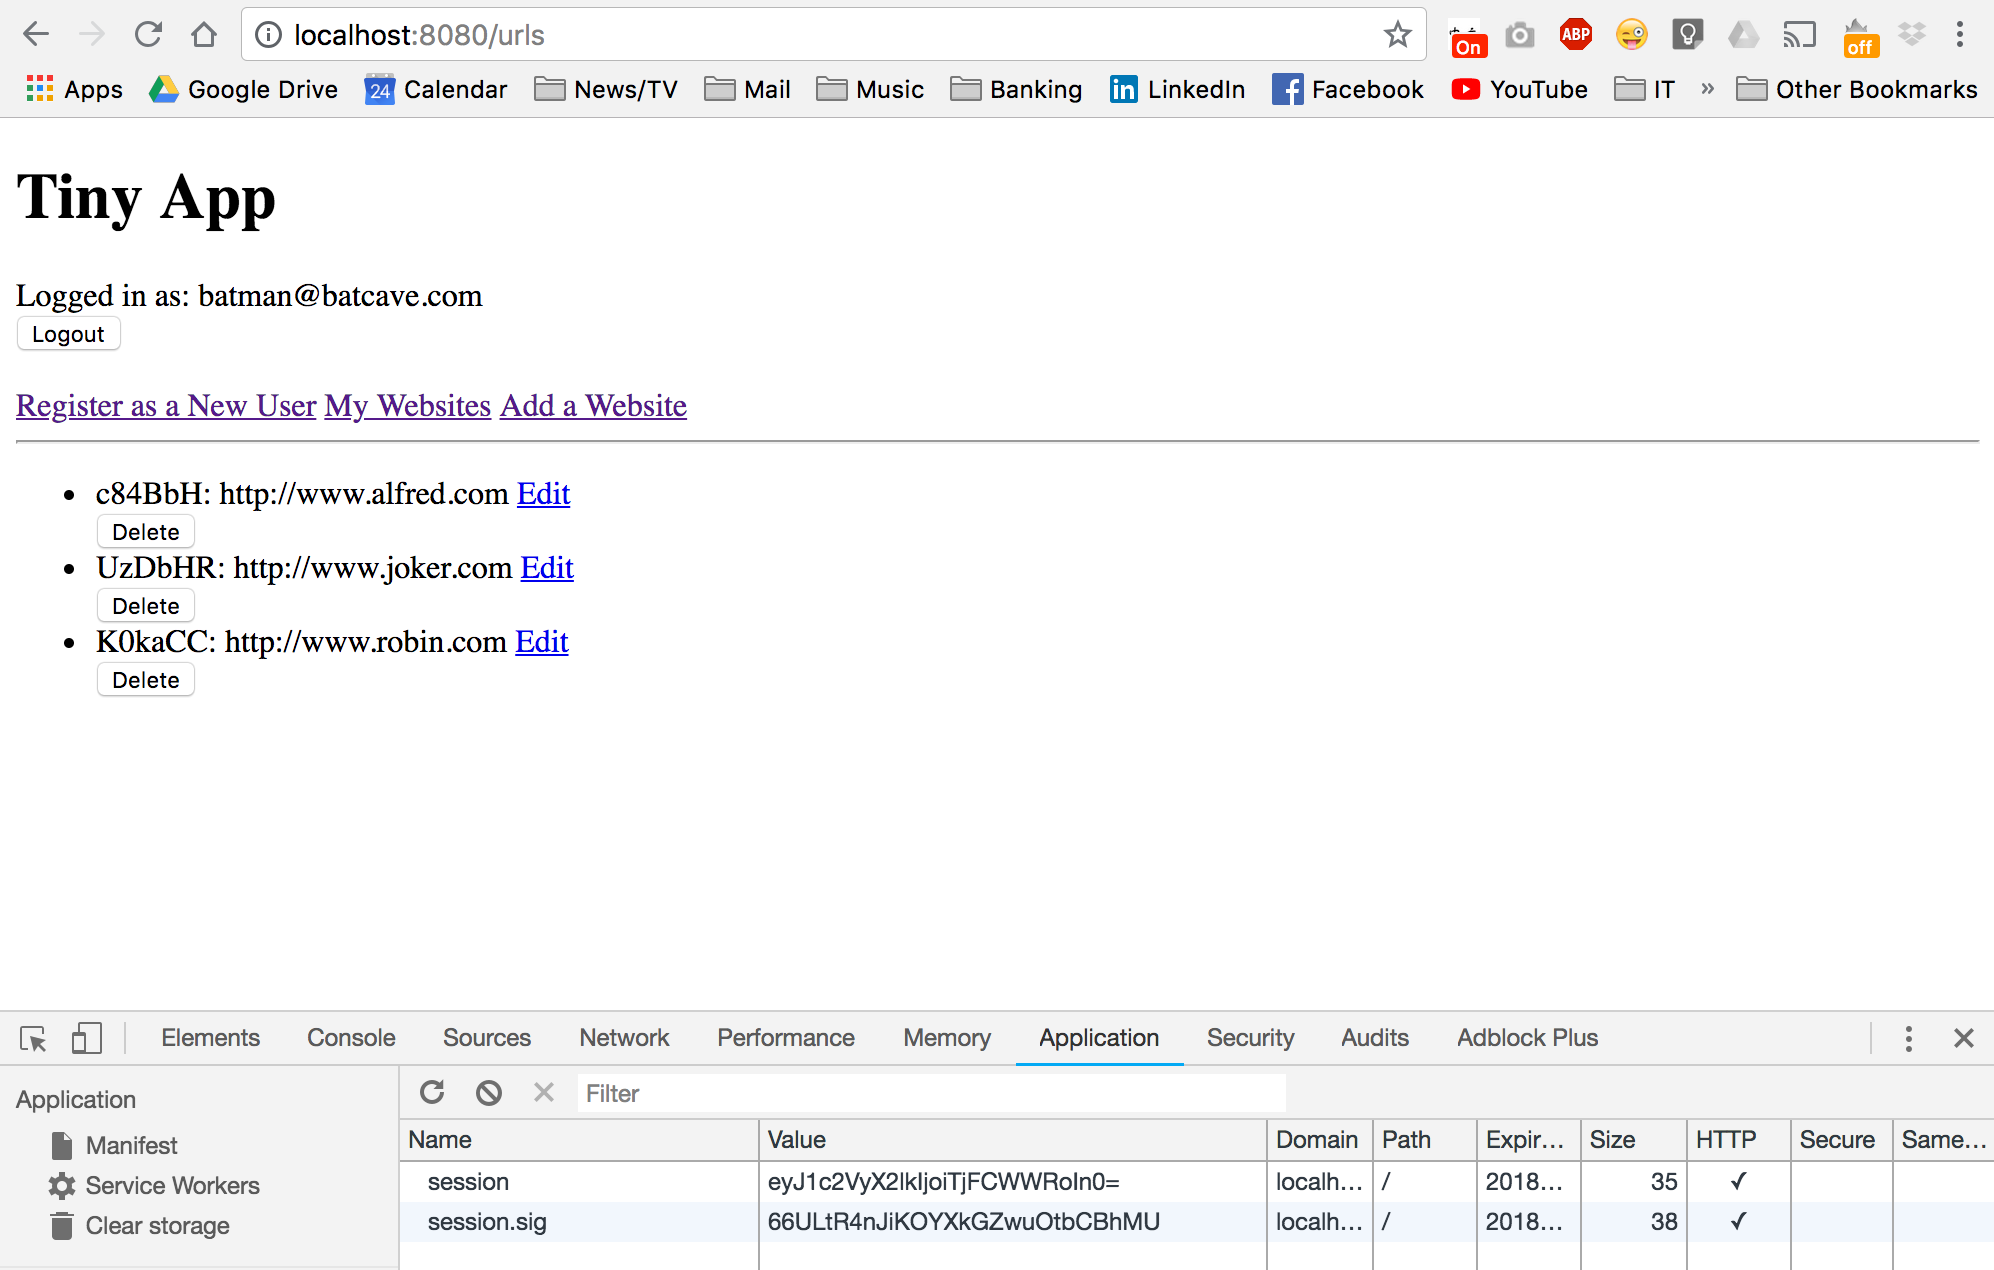 localhost:8080/urls
On
ABP
off
Apps Google Drive 24 Calendar News/TV Mail Music Banking in LinkedIn f Facebook YouTube IT » Other Bookmarks
Tiny App
Logged in as: batman@batcave.com
Logout
Register as a New User My Websites Add a Website
c84BbH: http://www.alfred.com Edit
Delete
UzDbHR: http://www.joker.com Edit
Delete
K0kaCC: http://www.robin.com Edit
Delete
Elements Console Sources Network Performance Memory Application Security Audits Adblock Plus
Application
Manifest
Service Workers
Clear storage
Filter
Name Value Domain Path Expir... Size HTTP Secure Same...
session eyJ1c2VyX2lkIjoiTjFCWWRoIn0= localh... / 2018... 35 ✓
session.sig 66ULtR4nJiKOYXkGZwuOtbCBhMU localh... / 2018... 38 ✓